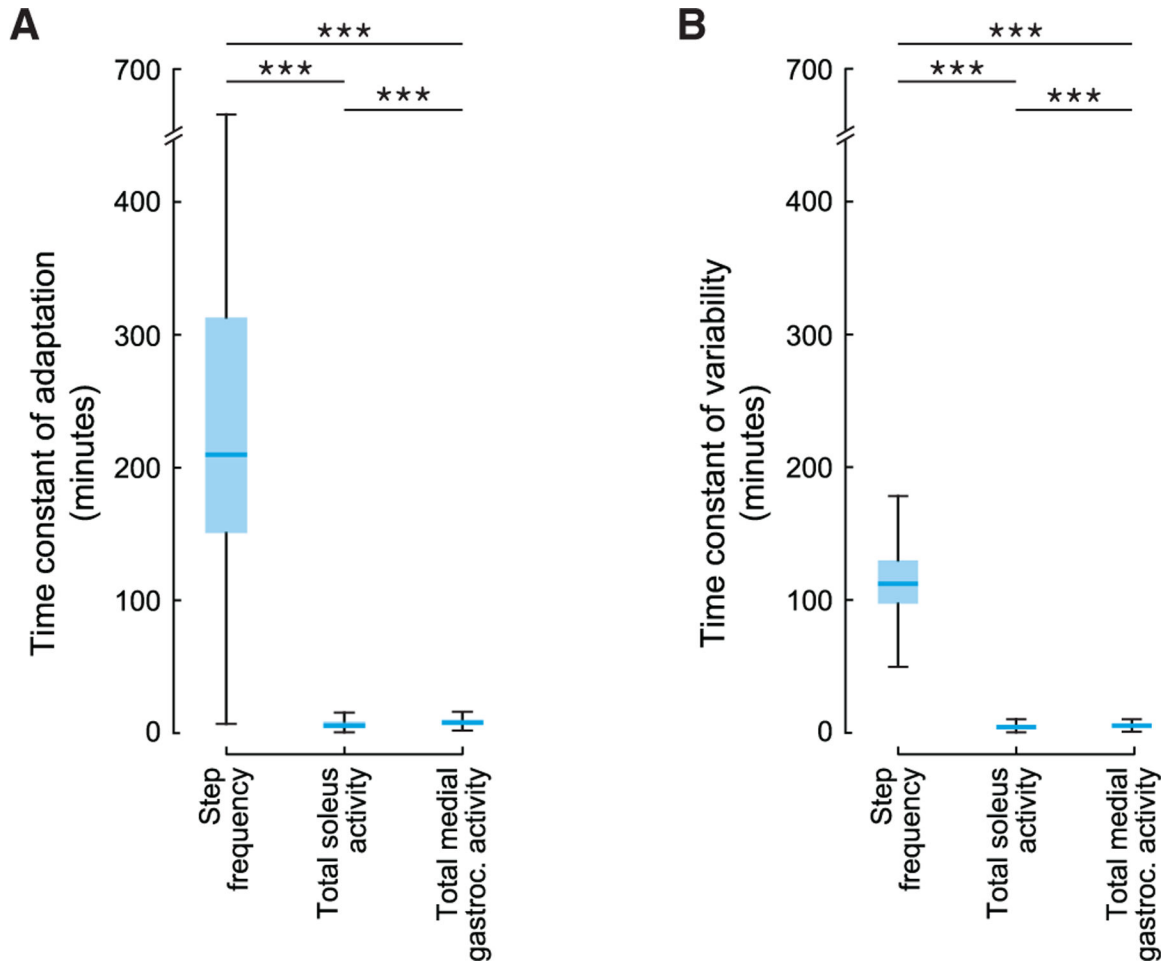 A
Time constant of adaptation
(minutes)
700
400
300
200
100
0
***
***
***
Step
frequency
Total soleus
activity
Total medial
gastroc. activity
B
Time constant of variability
(minutes)
700
400
300
200
100
0
***
***
***
Step
frequency
Total soleus
activity
Total medial
gastroc. activity